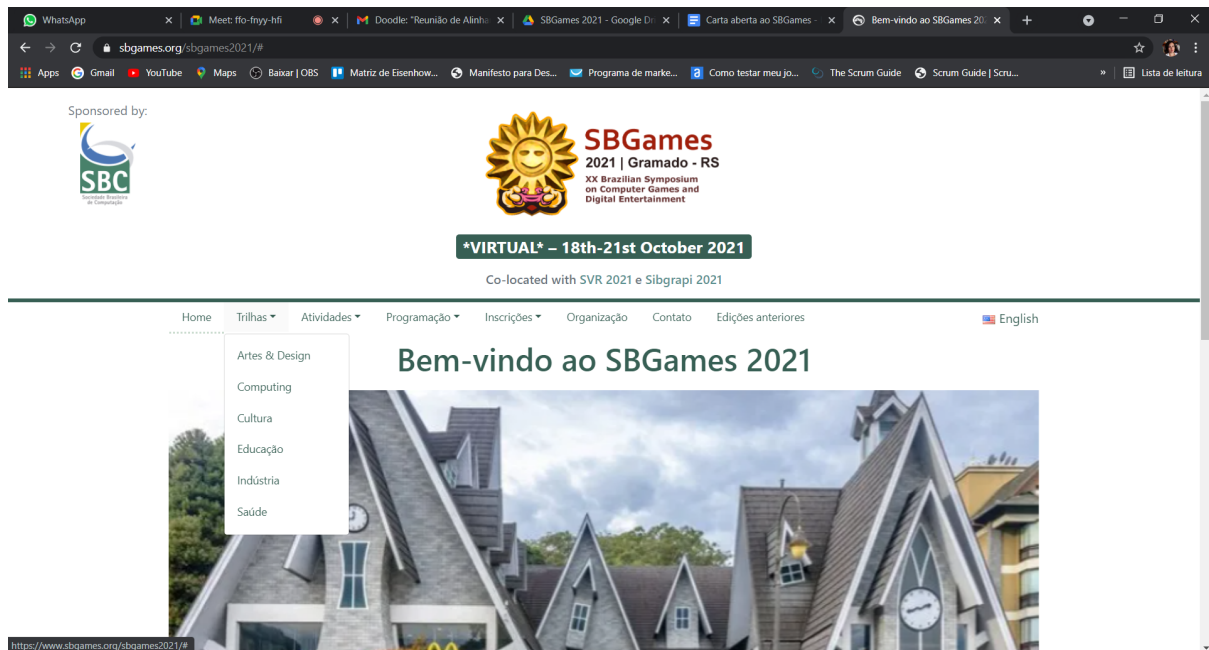 WhatsApp
Meet: ffo-fnyy-hfi
Doodle: "Reunião de Alinha
SBGames 2021 - Google Dr
Carta aberta ao SBGames -
Bem-vindo ao SBGames 20
sbgames.org/sbgames2021/#
Apps Gmail YouTube Maps Baixar | OBS Matriz de Eisenhow... Manifesto para Des... Programa de marke... Como testar meu jo... The Scrum Guide Scrum Guide | Scru... » Lista de leitura
Sponsored by:
SBC
Sociedade Brasileira
de Computação
SBGames
2021 | Gramado - RS
XX Brazilian Symposium
on Computer Games and
Digital Entertainment
*VIRTUAL* – 18th-21st October 2021
Co-located with SVR 2021 e Sibgrapi 2021
Home Trilhas Atividades Programação Inscrições Organização Contato Edições anteriores English
Artes & Design
Computing
Cultura
Educação
Indústria
Saúde
Bem-vindo ao SBGames 2021
https://www.sbgames.org/sbgames2021/#